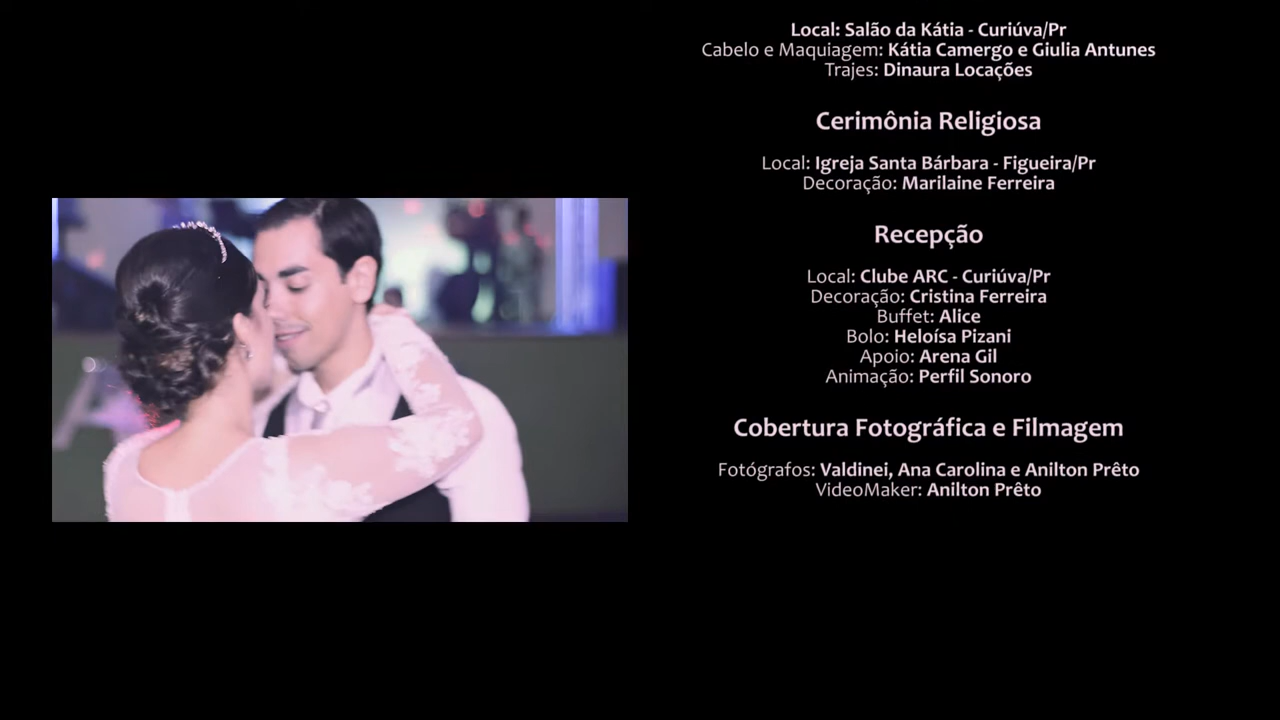 Local: Salão da Kátia - Curiúva/Pr
Cabelo e Maquiagem: Kátia Camergo e Giulia Antunes
Trajes: Dinaura Locações
Cerimônia Religiosa
Local: Igreja Santa Bárbara - Figueira/Pr
Decoração: Marilaine Ferreira
Recepção
Local: Clube ARC - Curiúva/Pr
Decoração: Cristina Ferreira
Buffet: Alice
Bolo: Heloísa Pizani
Apoio: Arena Gil
Animação: Perfil Sonoro
Cobertura Fotográfica e Filmagem
Fotógrafos: Valdinei, Ana Carolina e Anilton Prêto
VideoMaker: Anilton Prêto